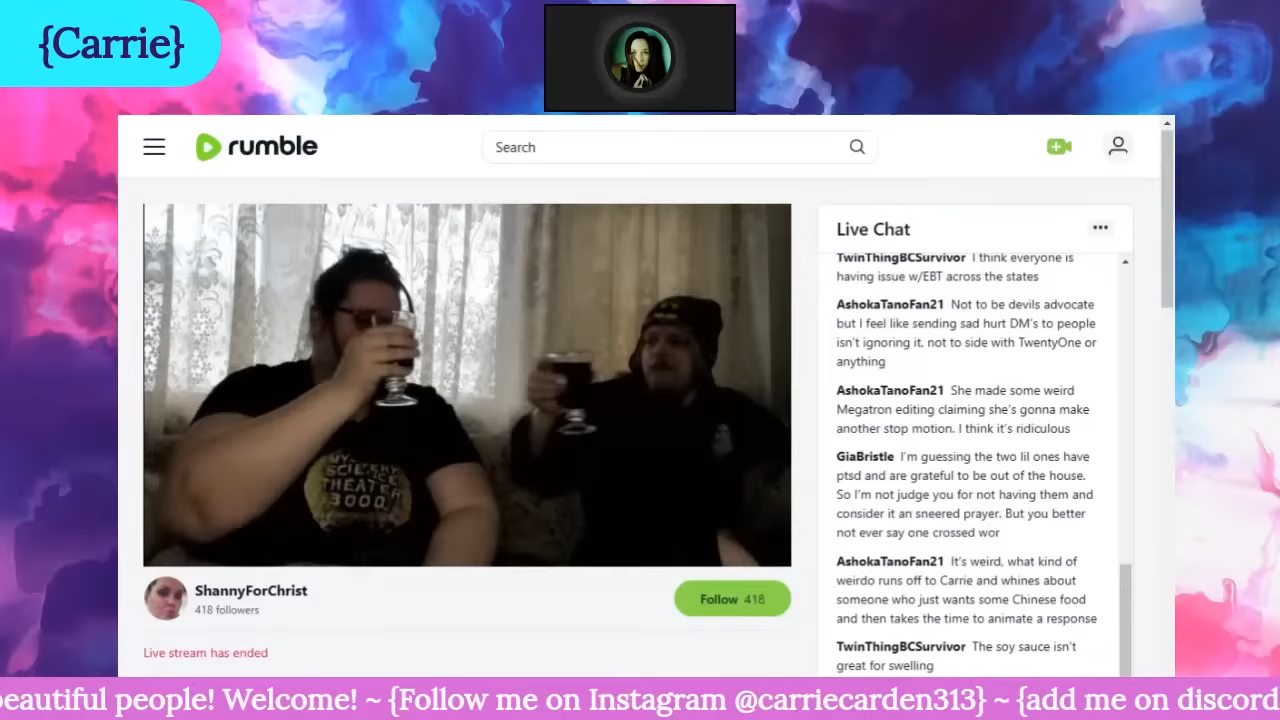 {Carrie}
rumble
Search
Live Chat
TwinThingBCSurvivor I think everyone is
having issue w/EBT across the states
AshokaTanoFan21 Not to be devils advocate
but I feel like sending sad hurt DM's to people
isn't ignoring it, not to side with TwentyOne or
anything
AshokaTanoFan21 She made some weird
Megatron editing claiming she's gonna make
another stop motion. I think it's ridiculous
GiaBristle I'm guessing the two lil ones have
ptsd and are grateful to be out of the house.
So I'm not judge you for not having them and
consider it an sneered prayer. But you better
not ever say one crossed wor
AshokaTanoFan21 It's weird, what kind of
weirdo runs off to Carrie and whines about
someone who just wants some Chinese food
and then takes the time to animate a response
TwinThingBCSurvivor The soy sauce isn't
great for swelling
SCIENCE
THEATER
3000
ShannyForChrist
418 followers
Follow 418
Live stream has ended
beautiful people! Welcome! ~ {Follow me on Instagram @carriecarden313} ~ {add me on discord